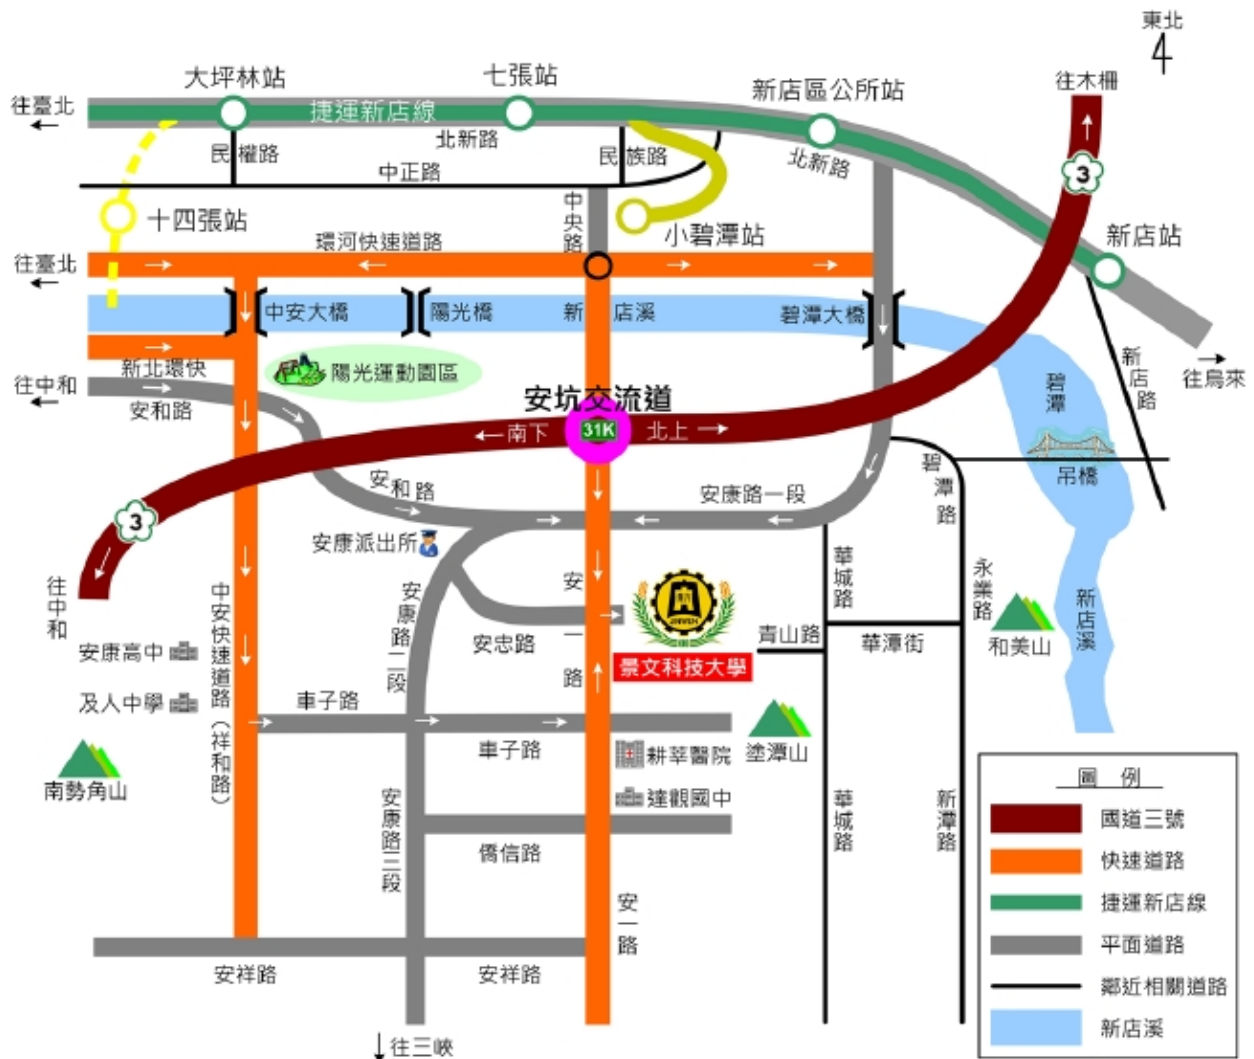 東北
往木柵
大坪林站
七張站
新店區公所站
往臺北
捷運新店線
北新路
民權路
民族路
北新路
3
中正路
中央路
十四張站
小碧潭站
新店站
環河快速道路
往臺北
中安大橋
陽光橋
新店溪
碧潭大橋
新北環快
陽光運動園區
往中和
安和路
新店路
往烏來
碧潭
安坑交流道
31K
南下
北上
吊橋
碧潭路
安和路
安康路一段
3
安康派出所
華城路
永業路
新店溪
往中和
中安快速道路(祥和路)
安康路二段
安一路
JINWEN
景文科技大學
安忠路
青山路
華潭街
和美山
安康高中
及人中學
車子路
車子路
耕莘醫院
塗潭山
南勢角山
達觀國中
安康路三段
僑信路
華城路
新潭路
安一路
安祥路
安祥路
往三峽
圖 例
國道三號
快速道路
捷運新店線
平面道路
鄰近相關道路
新店溪